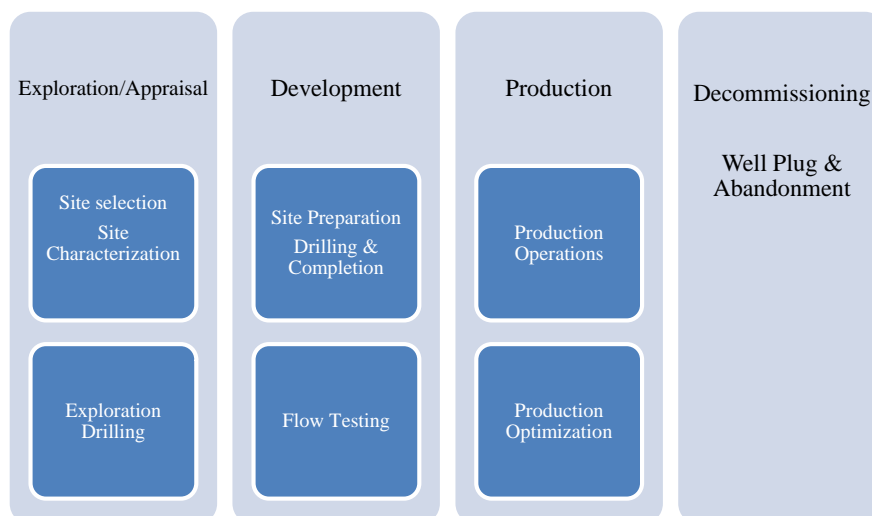 Exploration/Appraisal
Site selection
Site
Characterization
Exploration
Drilling
Development
Site Preparation
Drilling &
Completion
Flow Testing
Production
Production
Operations
Production
Optimization
Decommissioning
Well Plug &
Abandonment